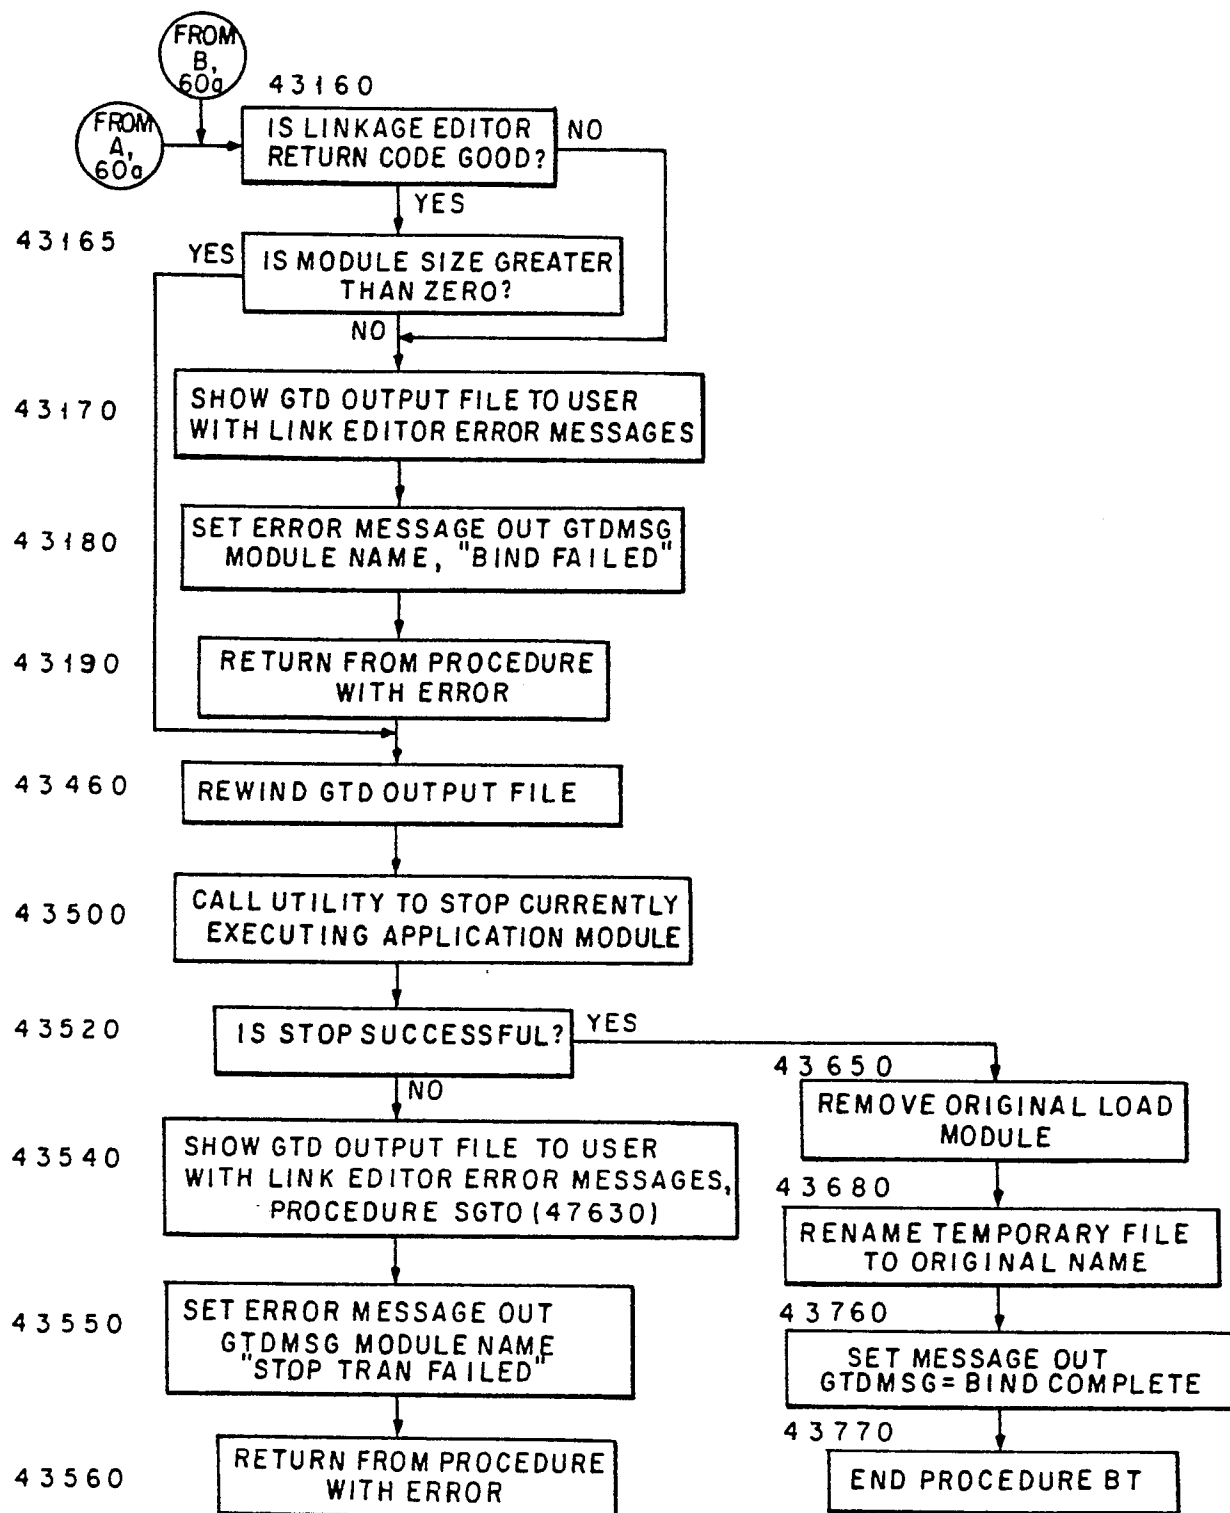 FROM
B,
60a
43160
FROM
A,
60a
IS LINKAGE EDITOR
RETURN CODE GOOD?
NO
YES
43165
YES
IS MODULE SIZE GREATER
THAN ZERO?
NO
43170
SHOW GTD OUTPUT FILE TO USER
WITH LINK EDITOR ERROR MESSAGES
43180
SET ERROR MESSAGE OUT GTDMSG
MODULE NAME, "BIND FAILED"
43190
RETURN FROM PROCEDURE
WITH ERROR
43460
REWIND GTD OUTPUT FILE
43500
CALL UTILITY TO STOP CURRENTLY
EXECUTING APPLICATION MODULE
43520
IS STOP SUCCESSFUL?
YES
NO
43540
SHOW GTD OUTPUT FILE TO USER
WITH LINK EDITOR ERROR MESSAGES,
PROCEDURE SGTO (47630)
43550
SET ERROR MESSAGE OUT
GTDMSG MODULE NAME
"STOP TRAN FAILED"
43560
RETURN FROM PROCEDURE
WITH ERROR
43650
REMOVE ORIGINAL LOAD
MODULE
43680
RENAME TEMPORARY FILE
TO ORIGINAL NAME
43760
SET MESSAGE OUT
GTDMSG=BIND COMPLETE
43770
END PROCEDURE BT